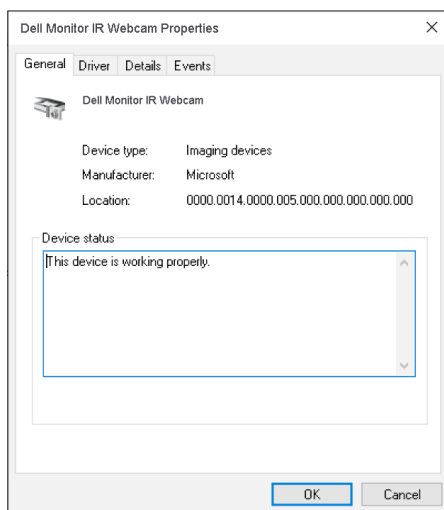 Dell Monitor IR Webcam Properties
General Driver Details Events
Dell Monitor IR Webcam
Device type: Imaging devices
Manufacturer: Microsoft
Location: 0000.0014.0000.005.000.000.000.000.000
Device status
This device is working properly.
OK Cancel